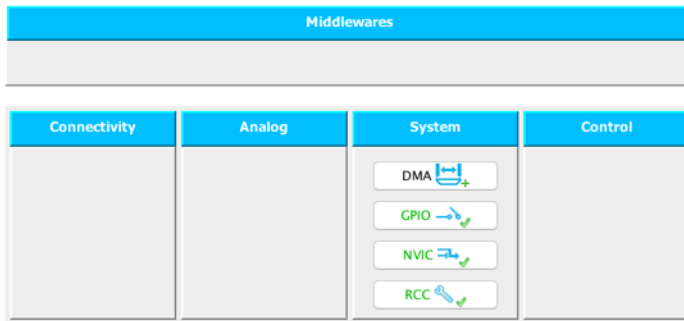 Middlewares
Connectivity Analog System Control
DMA
GPIO
NVIC
RCC